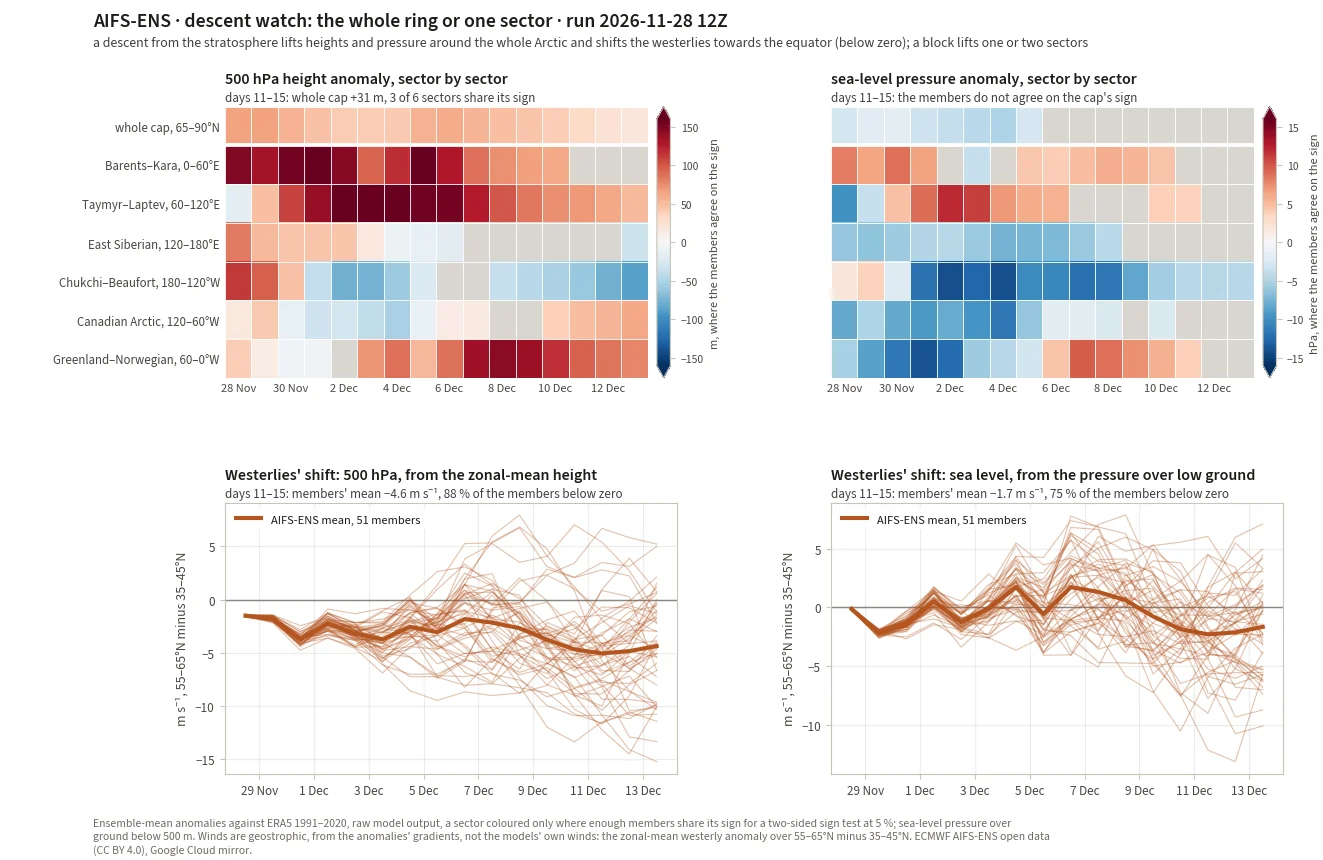 AIFS-ENS · descent watch: the whole ring or one sector · run 2026-11-28 12Z
a descent from the stratosphere lifts heights and pressure around the whole Arctic and shifts the westerlies towards the equator (below zero); a block lifts one or two sectors
500 hPa height anomaly, sector by sector
days 11–15: whole cap +31 m, 3 of 6 sectors share its sign
whole cap, 65–90°N
Barents–Kara, 0–60°E
Taymyr–Laptev, 60–120°E
East Siberian, 120–180°E
Chukchi–Beaufort, 180–120°W
Canadian Arctic, 120–60°W
Greenland–Norwegian, 60–0°W
28 Nov 30 Nov 2 Dec 4 Dec 6 Dec 8 Dec 10 Dec 12 Dec
150
100
50
0
−50
−100
−150
m, where the members agree on the sign
sea-level pressure anomaly, sector by sector
days 11–15: the members do not agree on the cap's sign
28 Nov 30 Nov 2 Dec 4 Dec 6 Dec 8 Dec 10 Dec 12 Dec
15
10
5
0
−5
−10
−15
hPa, where the members agree on the sign
Westerlies' shift: 500 hPa, from the zonal-mean height
days 11–15: members' mean −4.6 m s⁻¹, 88 % of the members below zero
AIFS-ENS mean, 51 members
m s⁻¹, 55–65°N minus 35–45°N
5
0
−5
−10
−15
29 Nov 1 Dec 3 Dec 5 Dec 7 Dec 9 Dec 11 Dec 13 Dec
Westerlies' shift: sea level, from the pressure over low ground
days 11–15: members' mean −1.7 m s⁻¹, 75 % of the members below zero
AIFS-ENS mean, 51 members
m s⁻¹, 55–65°N minus 35–45°N
5
0
−5
−10
29 Nov 1 Dec 3 Dec 5 Dec 7 Dec 9 Dec 11 Dec 13 Dec
Ensemble-mean anomalies against ERA5 1991–2020, raw model output, a sector coloured only where enough members share its sign for a two-sided sign test at 5 %; sea-level pressure over
ground below 500 m. Winds are geostrophic, from the anomalies' gradients, not the models' own winds: the zonal-mean westerly anomaly over 55–65°N minus 35–45°N. ECMWF AIFS-ENS open data
(CC BY 4.0), Google Cloud mirror.